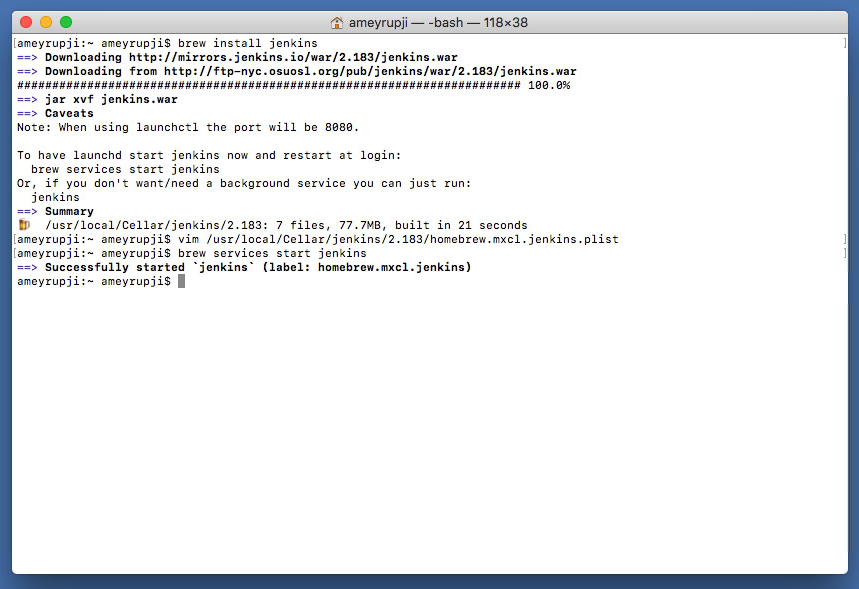 ameyrupji — -bash — 118×38
[ameyrupji:~ ameyrupji$ brew install jenkins ]
==> Downloading http://mirrors.jenkins.io/war/2.183/jenkins.war
==> Downloading from http://ftp-nyc.osuosl.org/pub/jenkins/war/2.183/jenkins.war
######################################################################## 100.0%
==> jar xvf jenkins.war
==> Caveats
Note: When using launchctl the port will be 8080.

To have launchd start jenkins now and restart at login:
  brew services start jenkins
Or, if you don't want/need a background service you can just run:
  jenkins
==> Summary
🍺  /usr/local/Cellar/jenkins/2.183: 7 files, 77.7MB, built in 21 seconds
[ameyrupji:~ ameyrupji$ vim /usr/local/Cellar/jenkins/2.183/homebrew.mxcl.jenkins.plist ]
[ameyrupji:~ ameyrupji$ brew services start jenkins ]
==> Successfully started `jenkins` (label: homebrew.mxcl.jenkins)
ameyrupji:~ ameyrupji$